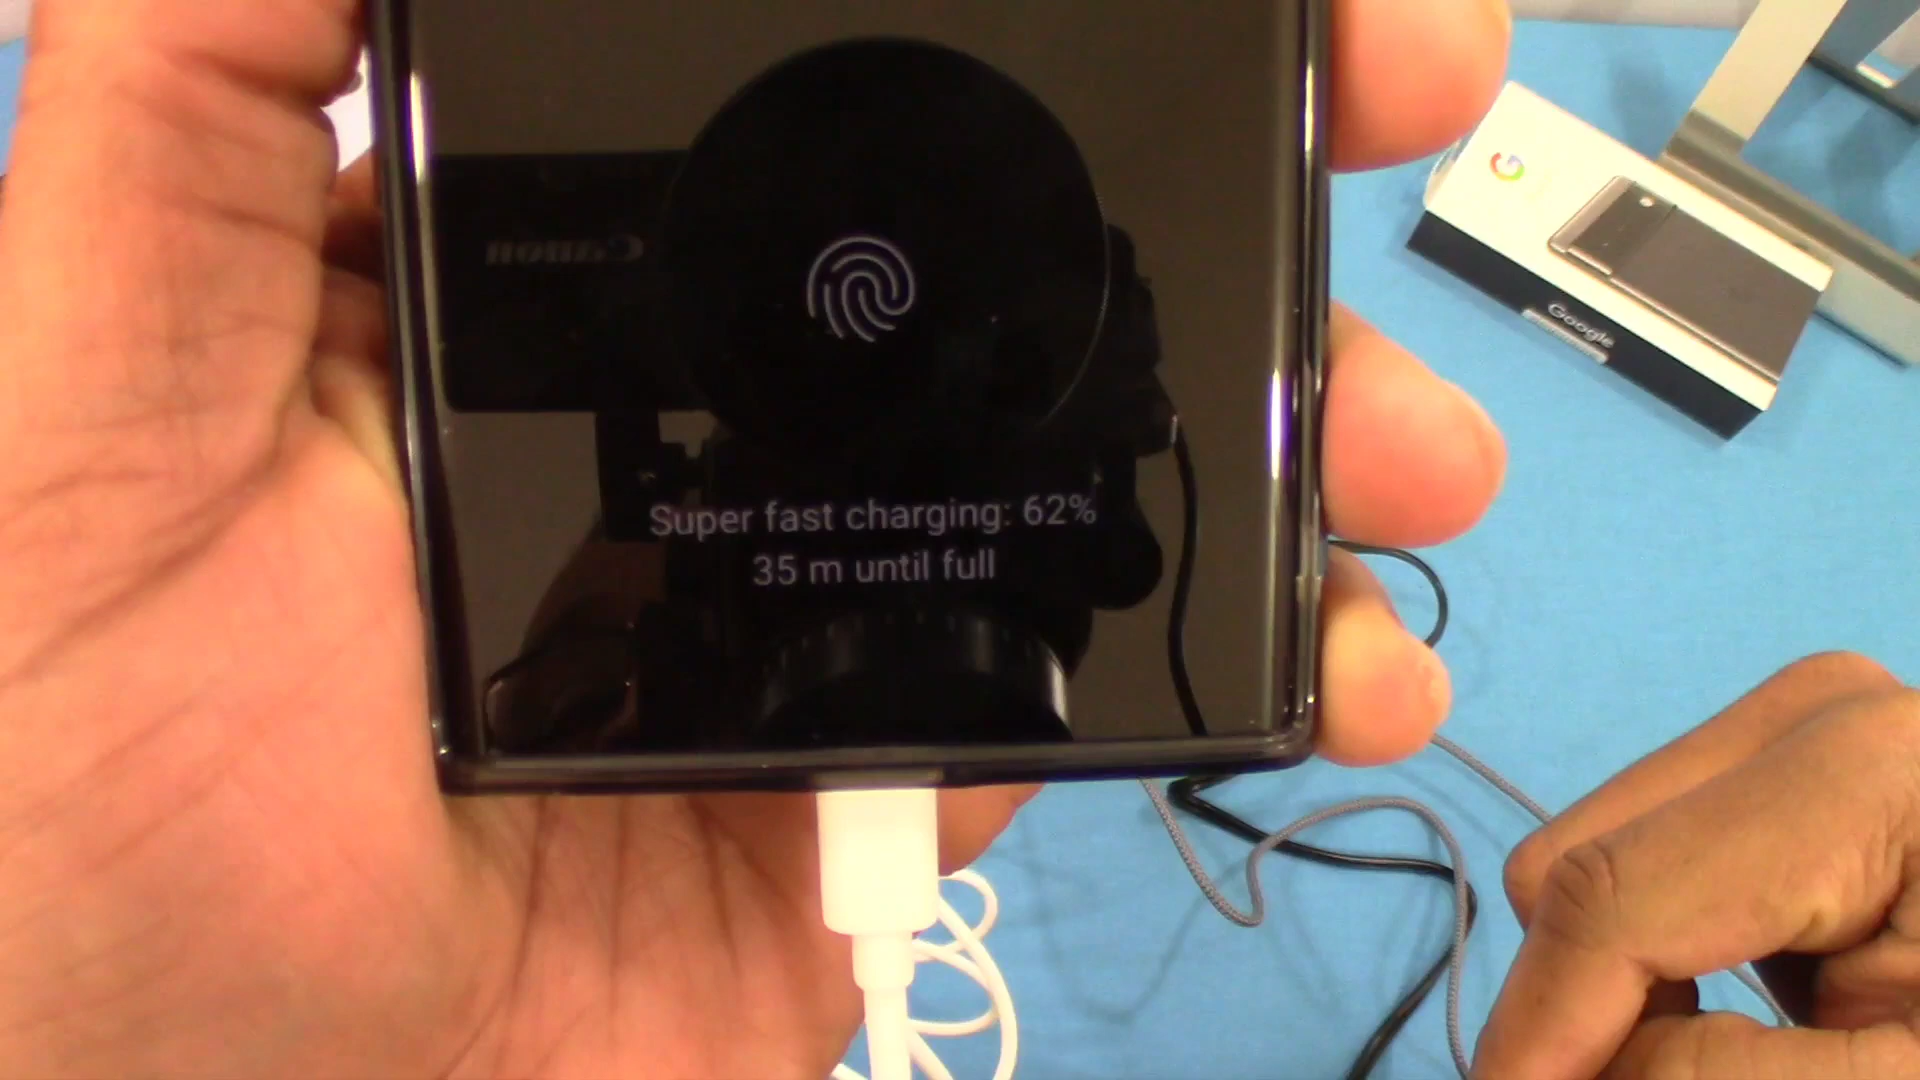 Canon
Super fast charging: 62%
35 m until full
G
Google